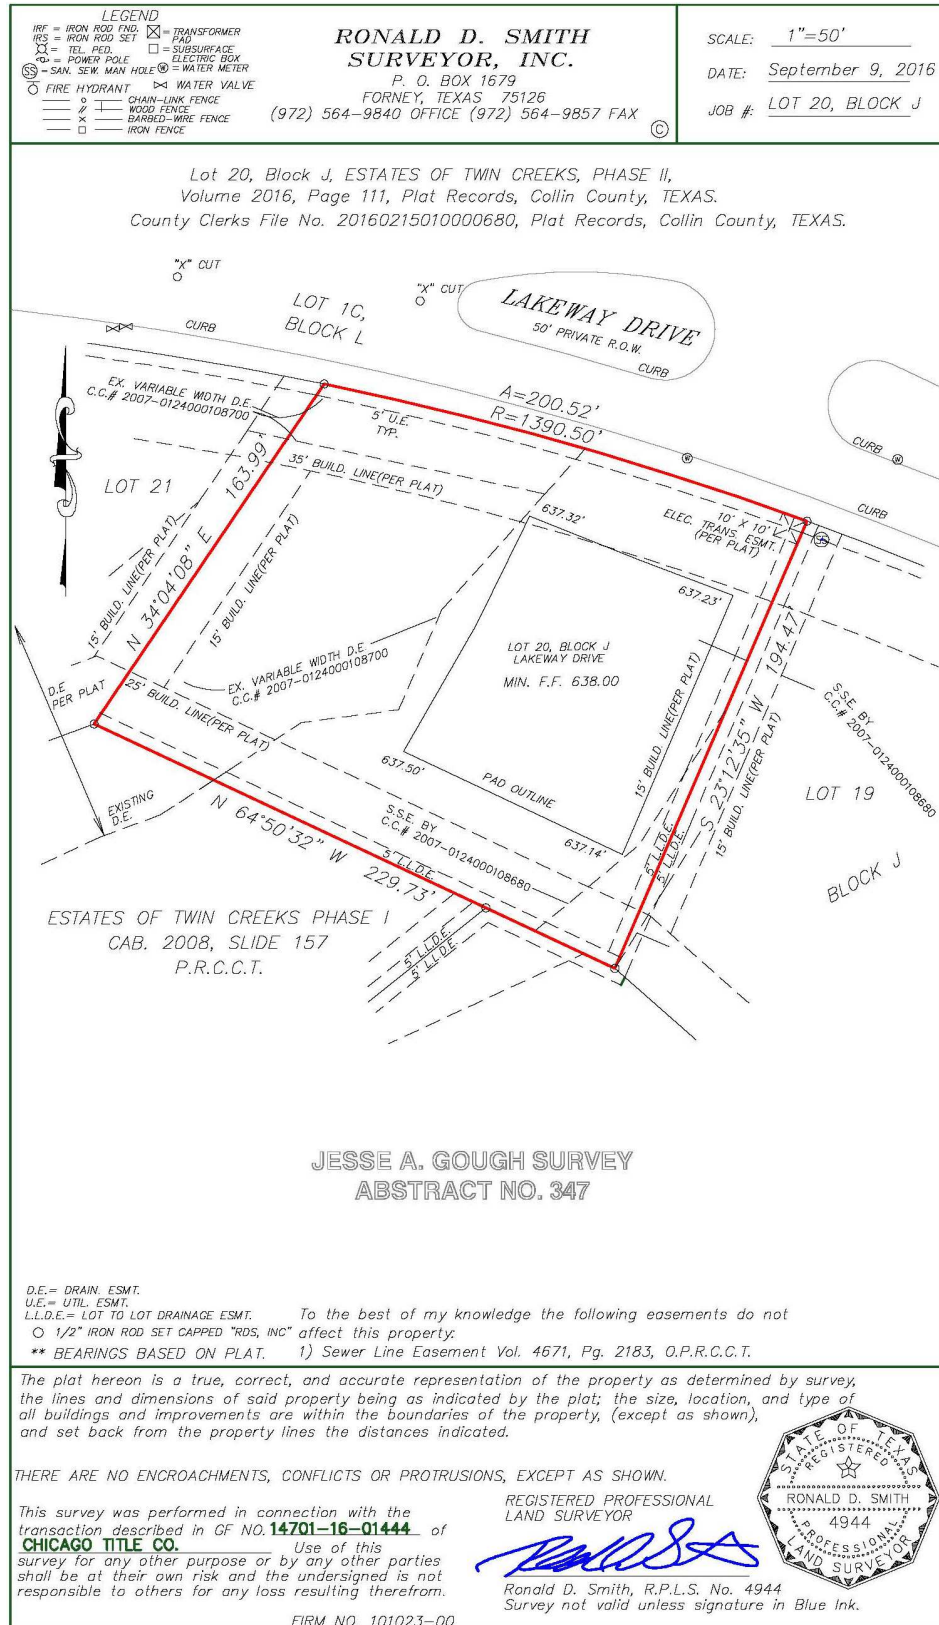 LEGEND
IRF = IRON ROD FND.
IRS = IRON ROD SET
= TEL. PED.
= POWER POLE
SS - SAN. SEW. MAN HOLE
FIRE HYDRANT
= TRANSFORMER PAD
= SUBSURFACE ELECTRIC BOX
W = WATER METER
WATER VALVE
CHAIN-LINK FENCE
WOOD FENCE
BARBED-WIRE FENCE
IRON FENCE
RONALD D. SMITH
SURVEYOR, INC.
P. O. BOX 1679
FORNEY, TEXAS 75126
(972) 564-9840 OFFICE (972) 564-9857 FAX
©
SCALE: 1"=50'
DATE: September 9, 2016
JOB #: LOT 20, BLOCK J
Lot 20, Block J, ESTATES OF TWIN CREEKS, PHASE II,
Volume 2016, Page 111, Plat Records, Collin County, TEXAS.
County Clerks File No. 20160215010000680, Plat Records, Collin County, TEXAS.
"X" CUT
"X" CUT
LOT 1C,
BLOCK L
LAKEWAY DRIVE
50' PRIVATE R.O.W.
CURB
CURB
CURB
CURB
A=200.52'
R=1390.50'
EX. VARIABLE WIDTH D.E.
C.C.# 2007-0124000108700
5' U.E.
TYP.
35' BUILD. LINE(PER PLAT)
LOT 21
N 34°04'08" E 163.99'
15' BUILD. LINE(PER PLAT)
15' BUILD. LINE(PER PLAT)
637.32'
10' X 10'
ELEC. TRANS. ESMT.
(PER PLAT)
W
SS
637.23'
LOT 20, BLOCK J
LAKEWAY DRIVE
MIN. F.F. 638.00
EX. VARIABLE WIDTH D.E.
C.C.# 2007-0124000108700
D.E
PER PLAT
25' BUILD. LINE(PER PLAT)
15' BUILD. LINE(PER PLAT)
S 23°12'35" W 194.47'
15' BUILD. LINE(PER PLAT)
S.S.E. BY
C.C.# 2007-0124000108680
637.50'
PAD OUTLINE
637.14'
LOT 19
BLOCK J
EXISTING
D.E.
N 64°50'32" W 229.73'
S.S.E. BY
C.C.# 2007-0124000108680
5' L.L.D.E.
5' L.L.D.E.
5' L.L.D.E.
5' L.L.D.E.
5' L.L.D.E
ESTATES OF TWIN CREEKS PHASE I
CAB. 2008, SLIDE 157
P.R.C.C.T.
JESSE A. GOUGH SURVEY
ABSTRACT NO. 347
D.E.= DRAIN. ESMT.
U.E.= UTIL. ESMT.
L.L.D.E.= LOT TO LOT DRAINAGE ESMT.
1/2" IRON ROD SET CAPPED "RDS, INC"
** BEARINGS BASED ON PLAT.
To the best of my knowledge the following easements do not
affect this property:
1) Sewer Line Easement Vol. 4671, Pg. 2183, O.P.R.C.C.T.
The plat hereon is a true, correct, and accurate representation of the property as determined by survey,
the lines and dimensions of said property being as indicated by the plat; the size, location, and type of
all buildings and improvements are within the boundaries of the property, (except as shown),
and set back from the property lines the distances indicated.
THERE ARE NO ENCROACHMENTS, CONFLICTS OR PROTRUSIONS, EXCEPT AS SHOWN.
This survey was performed in connection with the
transaction described in GF NO. 14701-16-01444 of
CHICAGO TITLE CO. Use of this
survey for any other purpose or by any other parties
shall be at their own risk and the undersigned is not
responsible to others for any loss resulting therefrom.
FIRM NO. 101023-00
REGISTERED PROFESSIONAL
LAND SURVEYOR
Ronald D. Smith, R.P.L.S. No. 4944
Survey not valid unless signature in Blue Ink.
STATE OF TEXAS
REGISTERED
RONALD D. SMITH
4944
PROFESSIONAL
LAND SURVEYOR